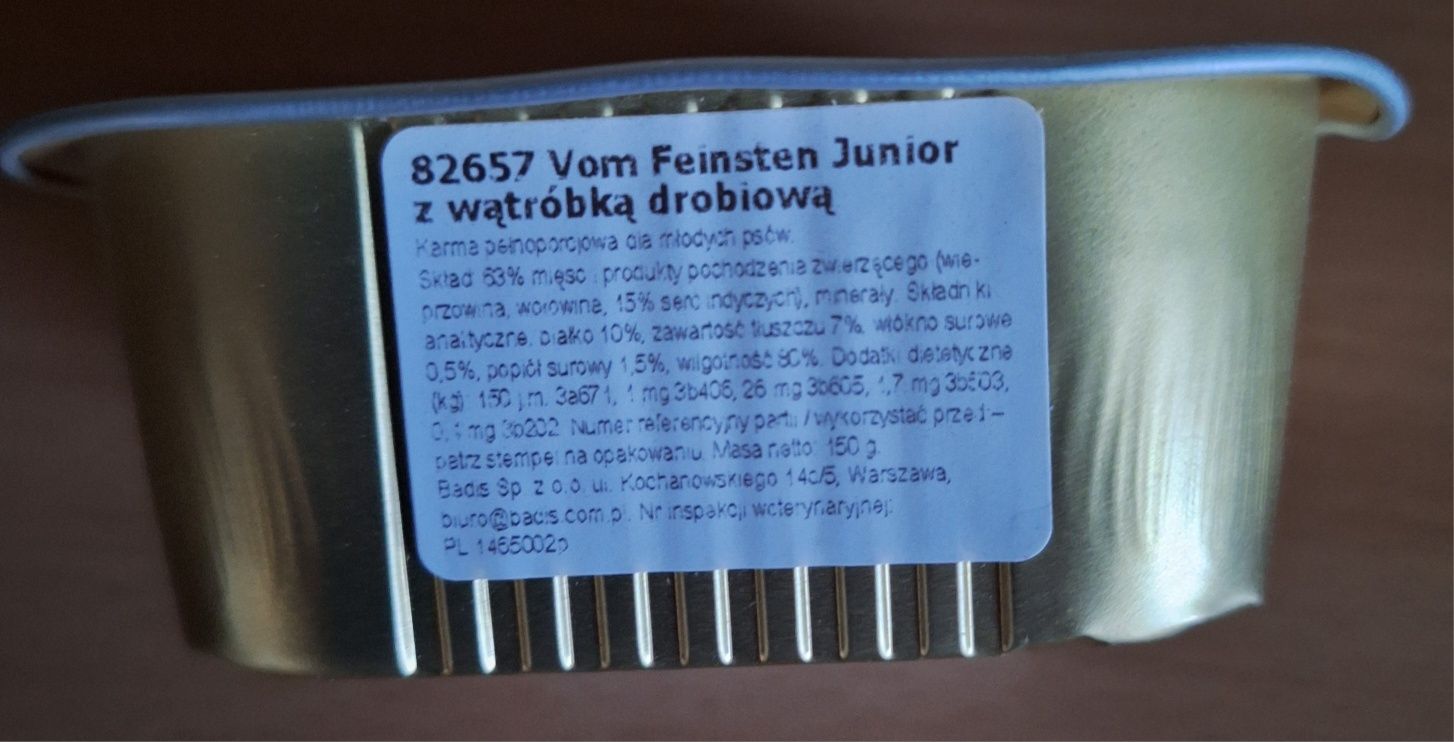 82657 Vom Feinsten Junior
z wątróbką drobiową
Karma pełnoporcjowa dla młodych psów.
Skład: 63% mięso i produkty pochodzenia zwierzęcego (wie-
przowina, wołowina, 15% serc indyczych), minerały. Składniki
analityczne: białko 10%, zawartość tłuszczu 7%, włókno surowe
0,5%, popiół surowy 1,5%, wilgotność 80%. Dodatki dietetyczne
(kg): 150 j.m. 3a671, 1 mg 3b406, 26 mg 3b605, 1,7 mg 3b503,
0,1 mg 3b202. Numer referencyjny partii / wykorzystać przed: –
patrz stempel na opakowaniu. Masa netto: 150 g.
Badis Sp. z o.o. ul. Kochanowskiego 14c/5, Warszawa,
biuro@badis.com.pl. Nr inspekcji weterynaryjnej:
PL 1465002p